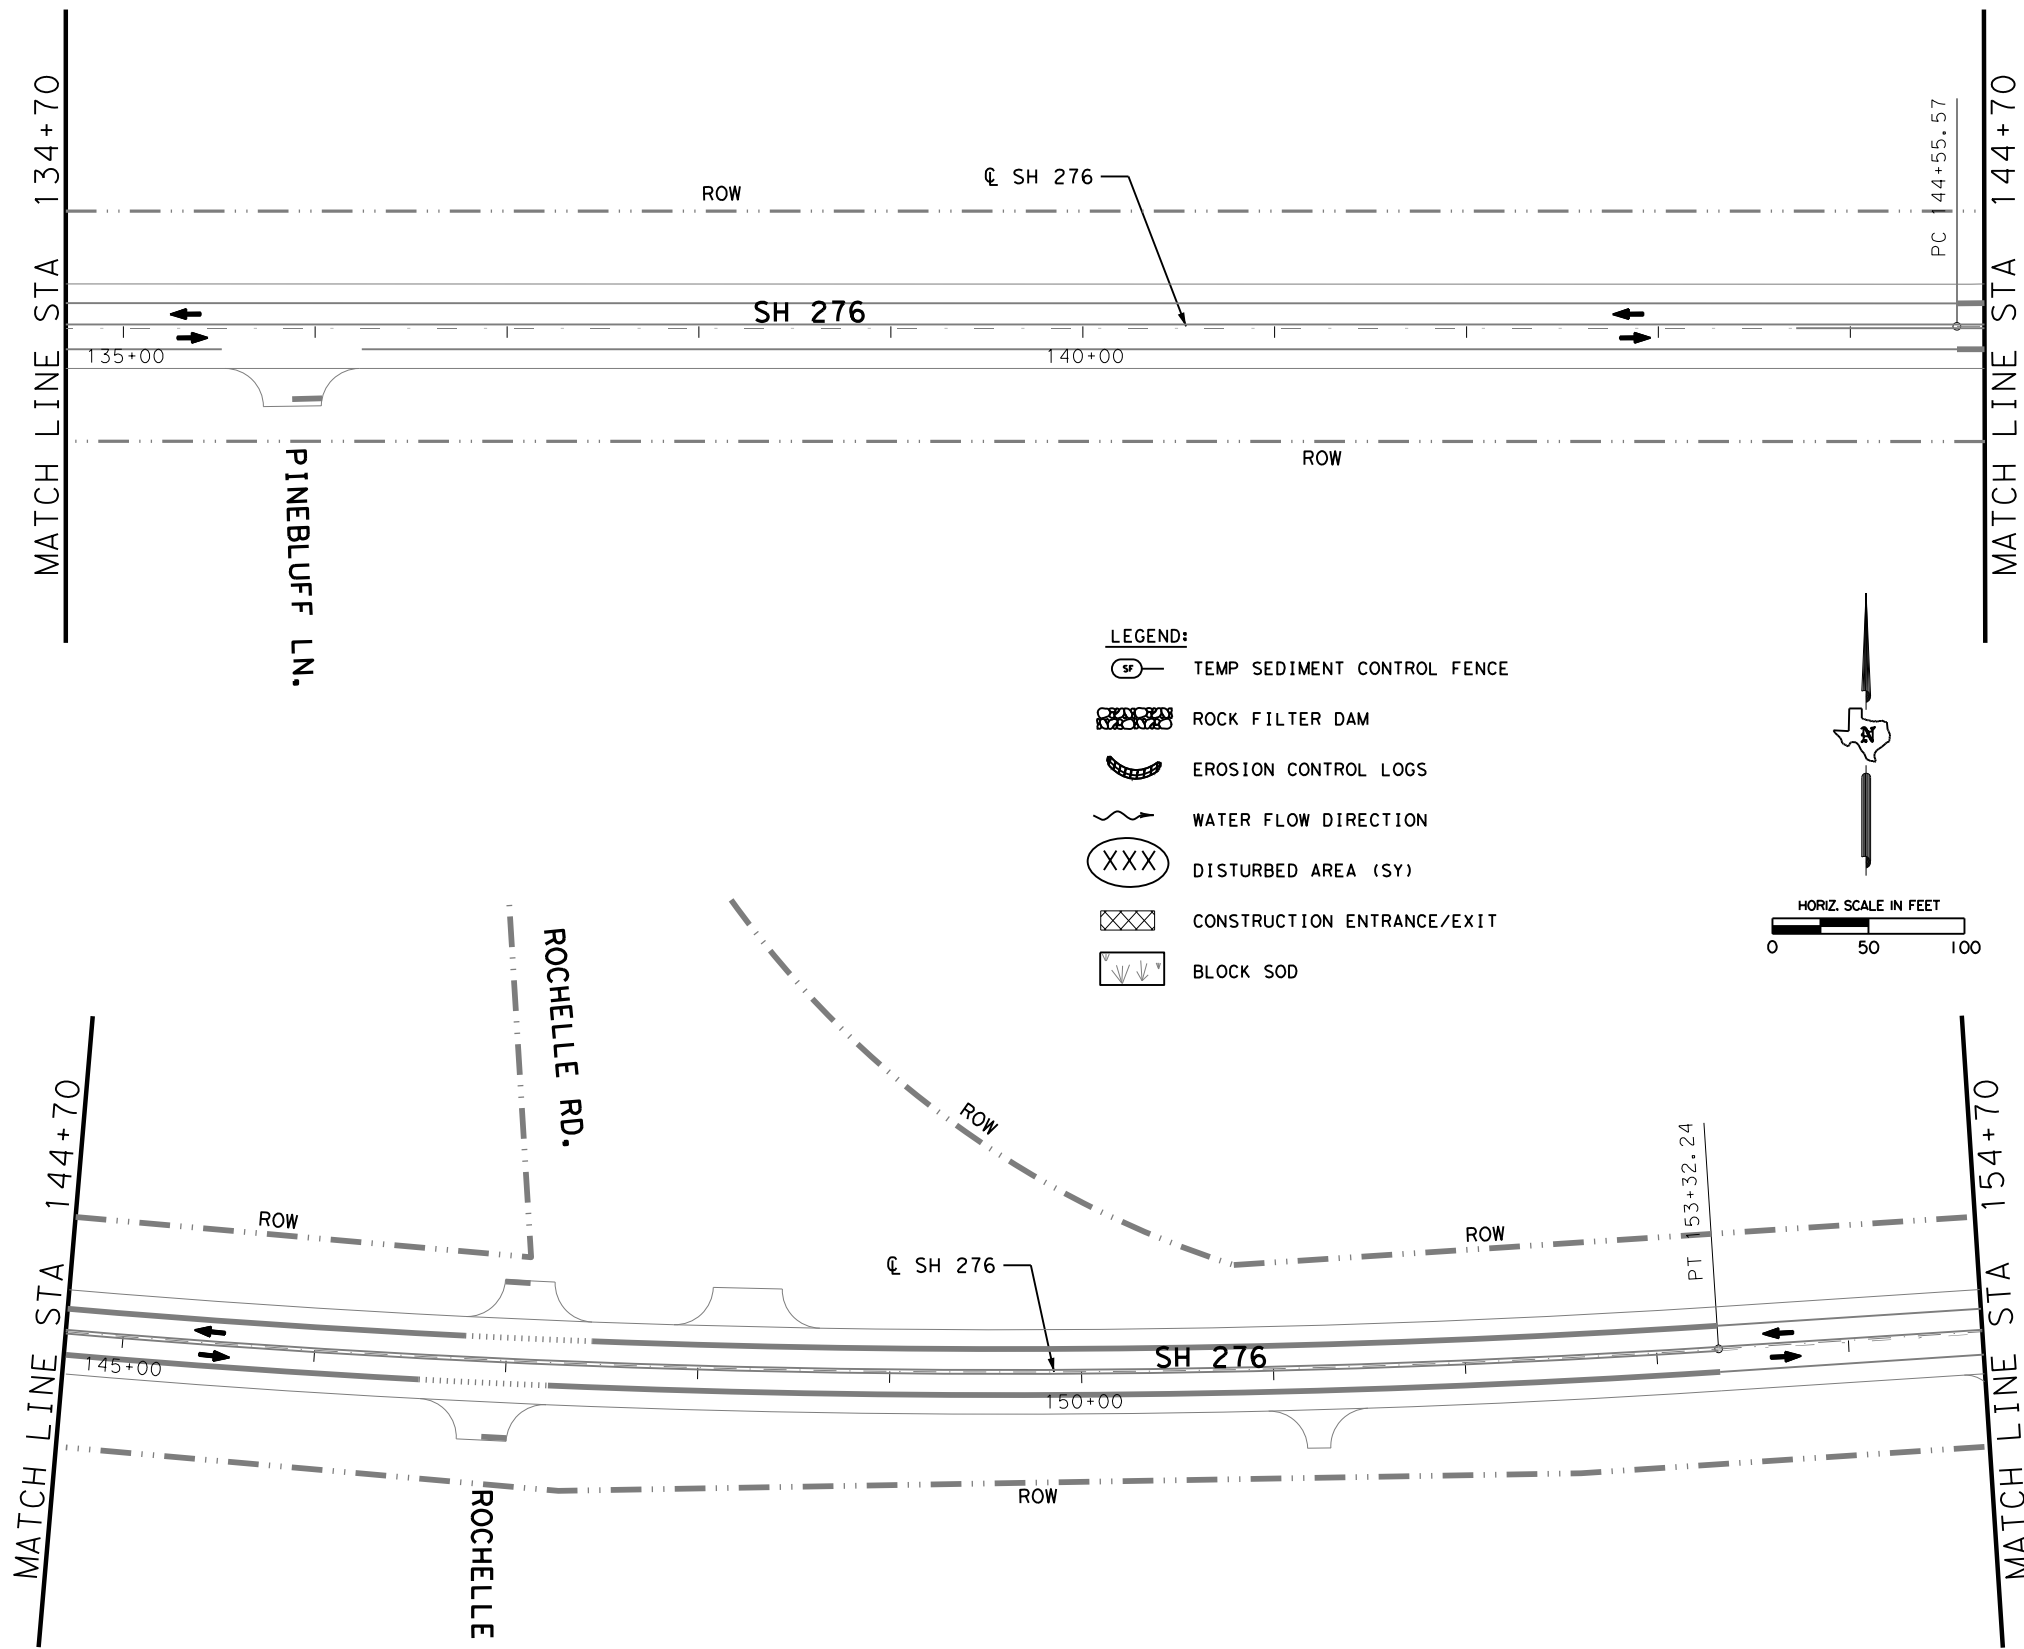 MATCH LINE STA 134+70
ROW
℄ SH 276
PC 144+55.57
MATCH LINE STA 144+70
SH 276
135+00
140+00
ROW
PINEBLUFF LN.
LEGEND:
SF
TEMP SEDIMENT CONTROL FENCE
ROCK FILTER DAM
EROSION CONTROL LOGS
WATER FLOW DIRECTION
XXX
DISTURBED AREA (SY)
CONSTRUCTION ENTRANCE/EXIT
BLOCK SOD
N
HORIZ. SCALE IN FEET
0 50 100
MATCH LINE STA 144+70
ROCHELLE RD.
ROW
ROW
ROW
℄ SH 276
PT 153+32.24
MATCH LINE STA 154+70
SH 276
145+00
150+00
ROW
ROCHELLE